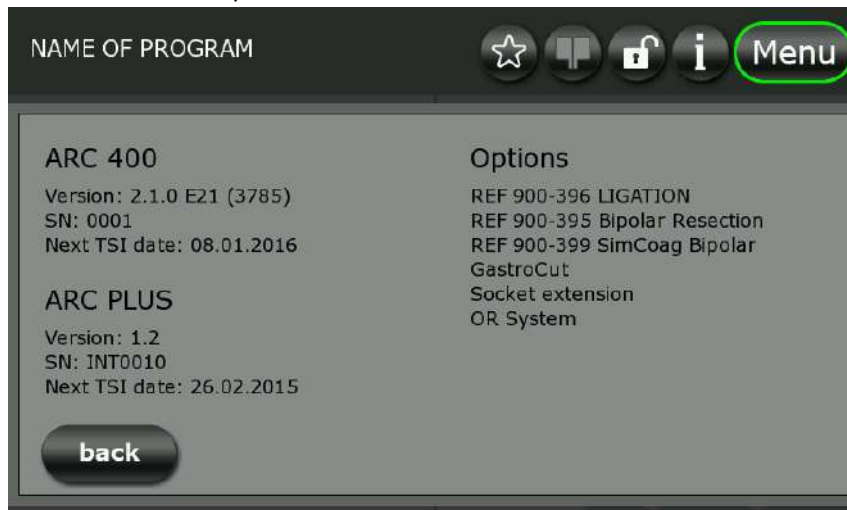 NAME OF PROGRAM
i
Menu
ARC 400
Version: 2.1.0 E21 (3785)
SN: 0001
Next TSI date: 08.01.2016
ARC PLUS
Version: 1.2
SN: INT0010
Next TSI date: 26.02.2015
back
Options
REF 900-396 LIGATION
REF 900-395 Bipolar Resection
REF 900-399 SimCoag Bipolar
GastroCut
Socket extension
OR System